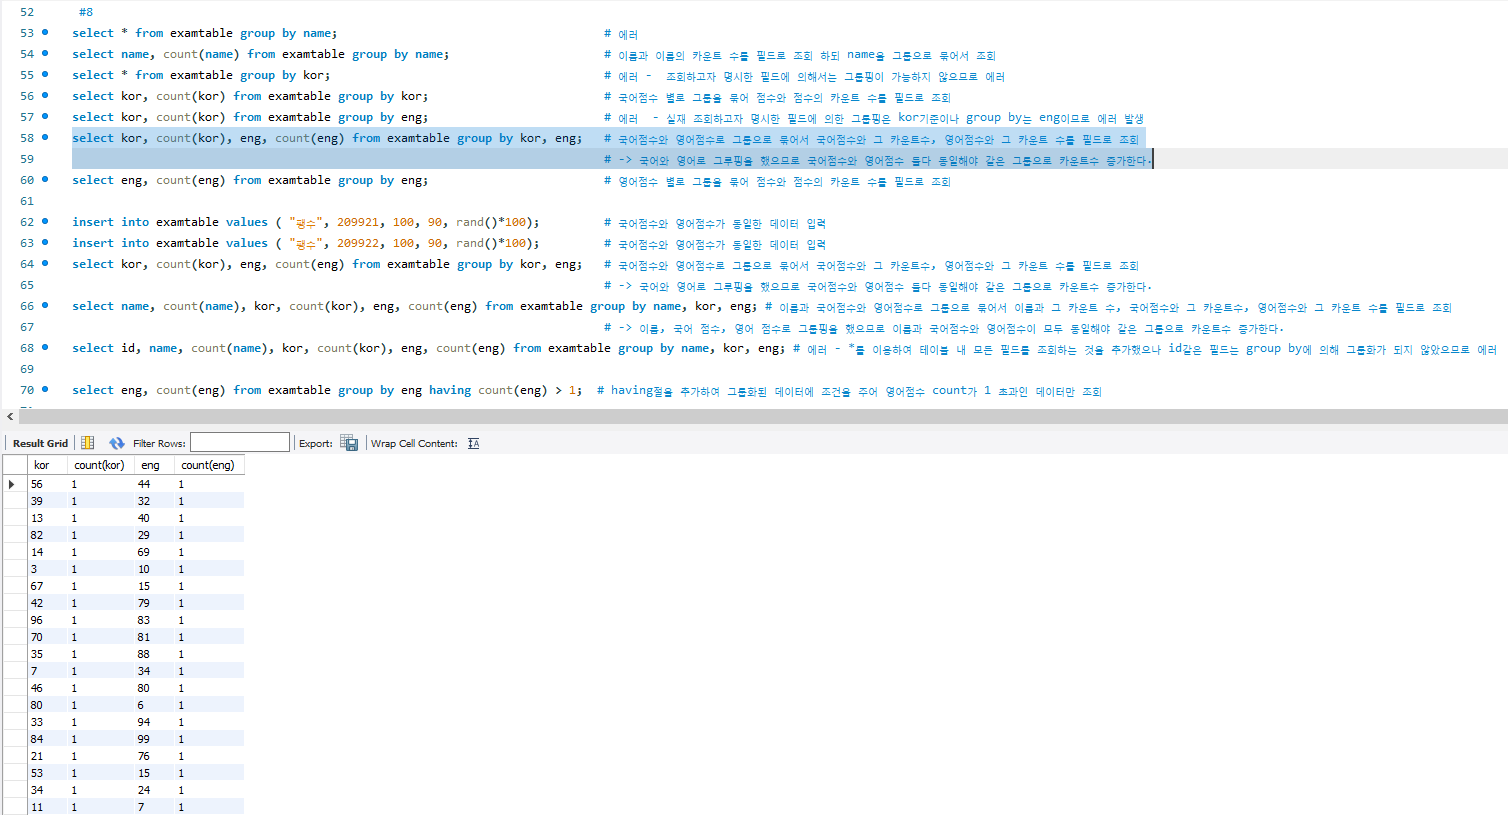 52 #8
53 select * from examtable group by name; # 에러
54 select name, count(name) from examtable group by name; # 이름과 이름의 카운트 수를 필드로 조회 하되 name을 그룹으로 묶어서 조회
55 select * from examtable group by kor; # 에러 - 조회하고자 명시한 필드에 의해서는 그룹핑이 가능하지 않으므로 에러
56 select kor, count(kor) from examtable group by kor; # 국어점수 별로 그룹을 묶어 점수와 점수의 카운트 수를 필드로 조회
57 select kor, count(kor) from examtable group by eng; # 에러 - 실재 조회하고자 명시한 필드에 의한 그룹핑은 kor기준이나 group by는 eng이므로 에러 발생
58 select kor, count(kor), eng, count(eng) from examtable group by kor, eng; # 국어점수와 영어점수로 그룹으로 묶어서 국어점수와 그 카운트수, 영어점수와 그 카운트 수를 필드로 조회
59 # -> 국어와 영어로 그루핑을 했으므로 국어점수와 영어점수 둘다 동일해야 같은 그룹으로 카운트수 증가한다.
60 select eng, count(eng) from examtable group by eng; # 영어점수 별로 그룹을 묶어 점수와 점수의 카운트 수를 필드로 조회
61
62 insert into examtable values ( "펭수", 209921, 100, 90, rand()*100); # 국어점수와 영어점수가 동일한 데이터 입력
63 insert into examtable values ( "펭수", 209922, 100, 90, rand()*100); # 국어점수와 영어점수가 동일한 데이터 입력
64 select kor, count(kor), eng, count(eng) from examtable group by kor, eng; # 국어점수와 영어점수로 그룹으로 묶어서 국어점수와 그 카운트수, 영어점수와 그 카운트 수를 필드로 조회
65 # -> 국어와 영어로 그루핑을 했으므로 국어점수와 영어점수 둘다 동일해야 같은 그룹으로 카운트수 증가한다.
66 select name, count(name), kor, count(kor), eng, count(eng) from examtable group by name, kor, eng; # 이름과 국어점수와 영어점수로 그룹으로 묶어서 이름과 그 카운트 수, 국어점수와 그 카운트수, 영어점수와 그 카운트 수를 필드로 조회
67 # -> 이름, 국어 점수, 영어 점수로 그룹핑을 했으므로 이름과 국어점수와 영어점수이 모두 동일해야 같은 그룹으로 카운트수 증가한다.
68 select id, name, count(name), kor, count(kor), eng, count(eng) from examtable group by name, kor, eng; # 에러 - *를 이용하여 테이블 내 모든 필드를 조회하는 것을 추가했으나 id같은 필드는 group by에 의해 그룹화가 되지 않았으므로 에러
69
70 select eng, count(eng) from examtable group by eng having count(eng) > 1; # having절을 추가하여 그룹화된 데이터에 조건을 주어 영어점수 count가 1 초과인 데이터만 조회
Result Grid Filter Rows: Export: Wrap Cell Content:
kor count(kor) eng count(eng)
56 1 44 1
39 1 32 1
13 1 40 1
82 1 29 1
14 1 69 1
3 1 10 1
67 1 15 1
42 1 79 1
96 1 83 1
70 1 81 1
35 1 88 1
7 1 34 1
46 1 80 1
80 1 6 1
33 1 94 1
84 1 99 1
21 1 76 1
53 1 15 1
34 1 24 1
11 1 7 1